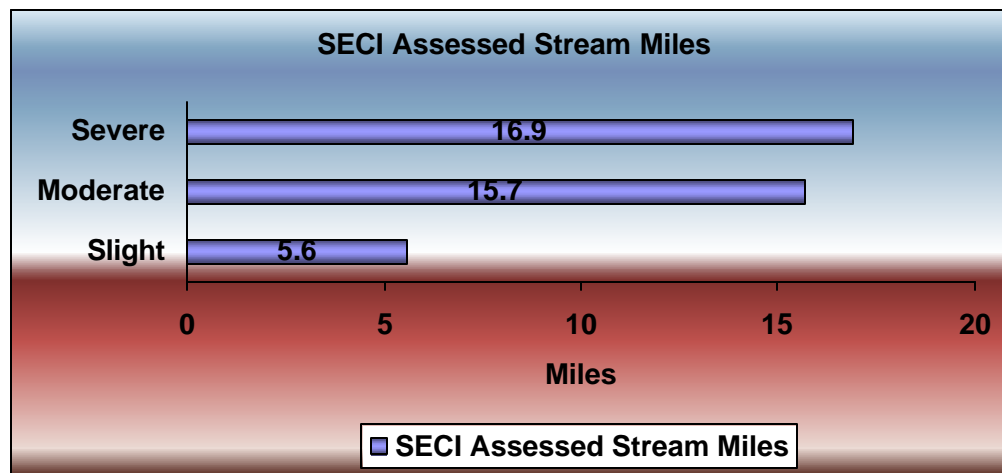 SECI Assessed Stream Miles
Severe
16.9
Moderate
15.7
Slight
5.6
0 5 10 15 20
Miles
SECI Assessed Stream Miles